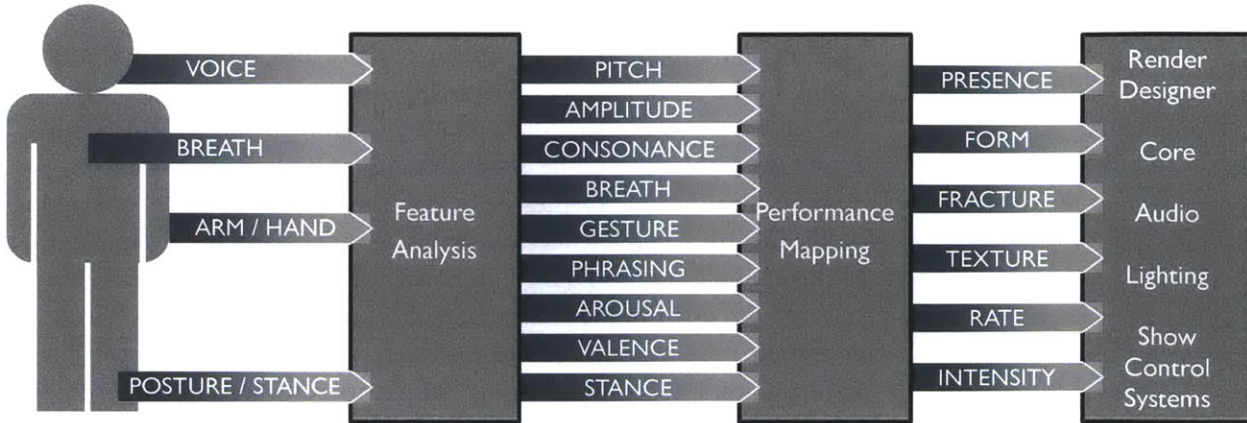 VOICE
BREATH
ARM / HAND
POSTURE / STANCE
Feature
Analysis
PITCH
AMPLITUDE
CONSONANCE
BREATH
GESTURE
PHRASING
AROUSAL
VALENCE
STANCE
Performance
Mapping
PRESENCE
FORM
FRACTURE
TEXTURE
RATE
INTENSITY
Render
Designer
Core
Audio
Lighting
Show
Control
Systems